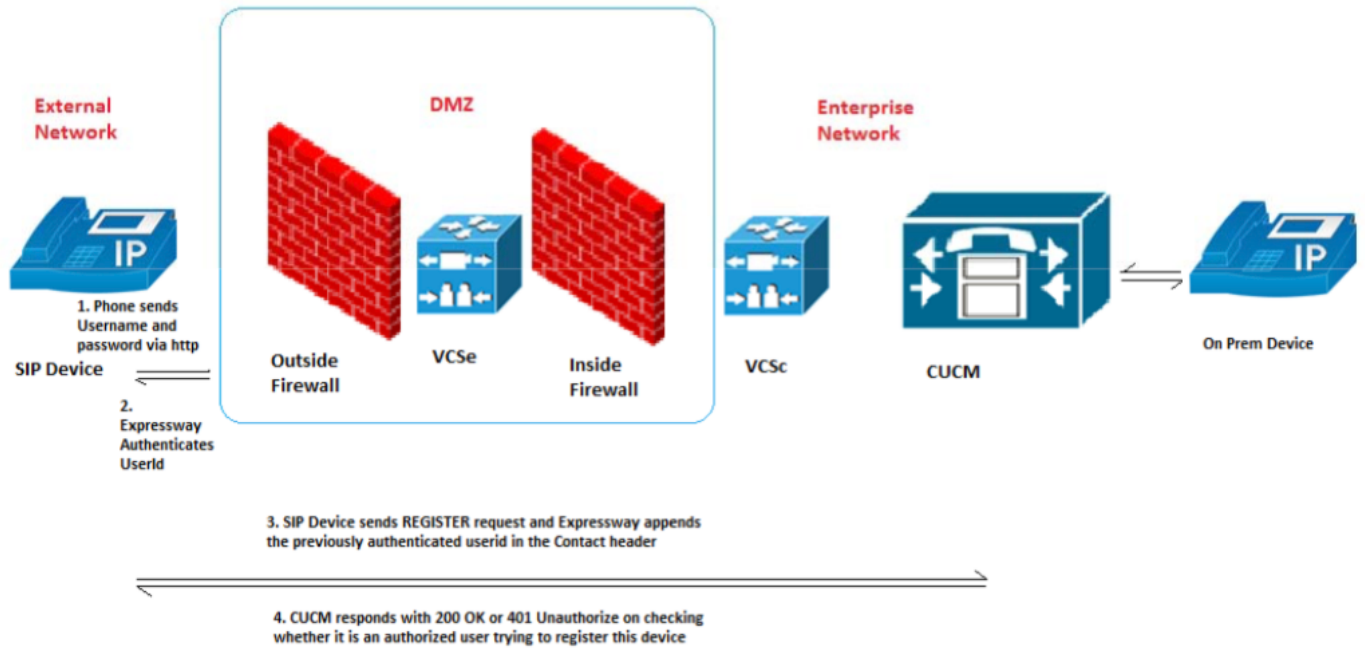 External
Network
DMZ
Enterprise
Network
IP
IP
1. Phone sends
Username and
password via http
SIP Device
Outside
Firewall
VCSe
Inside
Firewall
VCSc
CUCM
On Prem Device
2.
Expressway
Authenticates
UserId
3. SIP Device sends REGISTER request and Expressway appends
the previously authenticated userid in the Contact header
4. CUCM responds with 200 OK or 401 Unauthorize on checking
whether it is an authorized user trying to register this device